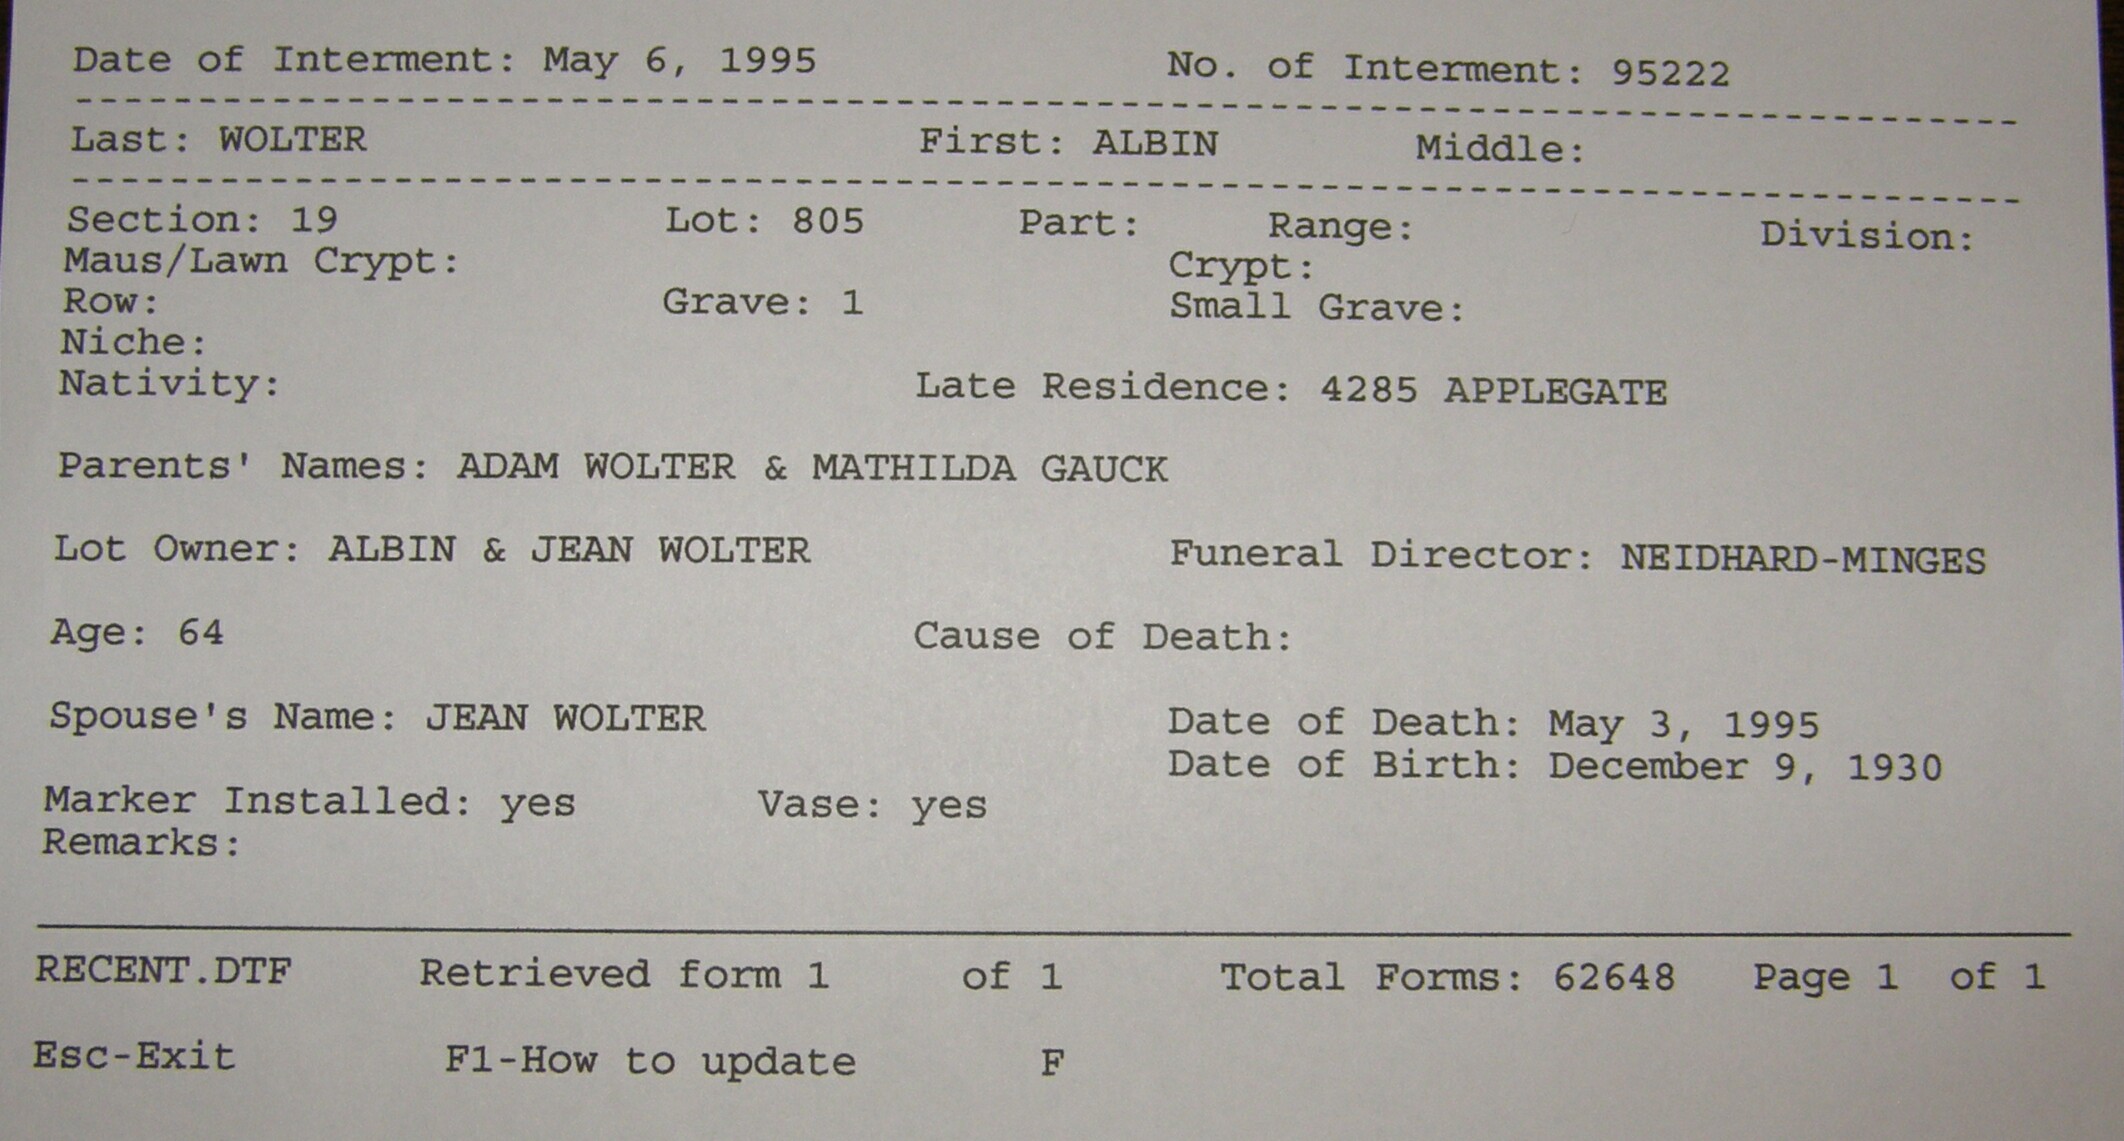 Date of Interment: May 6, 1995 No. of Interment: 95222
Last: WOLTER First: ALBIN Middle:
Section: 19 Lot: 805 Part: Range: Division:
Maus/Lawn Crypt: Crypt:
Row: Grave: 1 Small Grave:
Niche:
Nativity: Late Residence: 4285 APPLEGATE
Parents' Names: ADAM WOLTER & MATHILDA GAUCK
Lot Owner: ALBIN & JEAN WOLTER Funeral Director: NEIDHARD-MINGES
Age: 64 Cause of Death:
Spouse's Name: JEAN WOLTER Date of Death: May 3, 1995
Date of Birth: December 9, 1930
Marker Installed: yes Vase: yes
Remarks:
RECENT.DTF Retrieved form 1 of 1 Total Forms: 62648 Page 1 of 1
Esc-Exit F1-How to update F